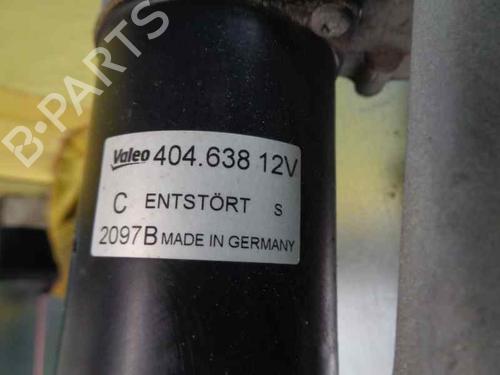 B-PARTS
Valeo 404.638 12V
C ENTSTÖRT S
2097B MADE IN GERMANY